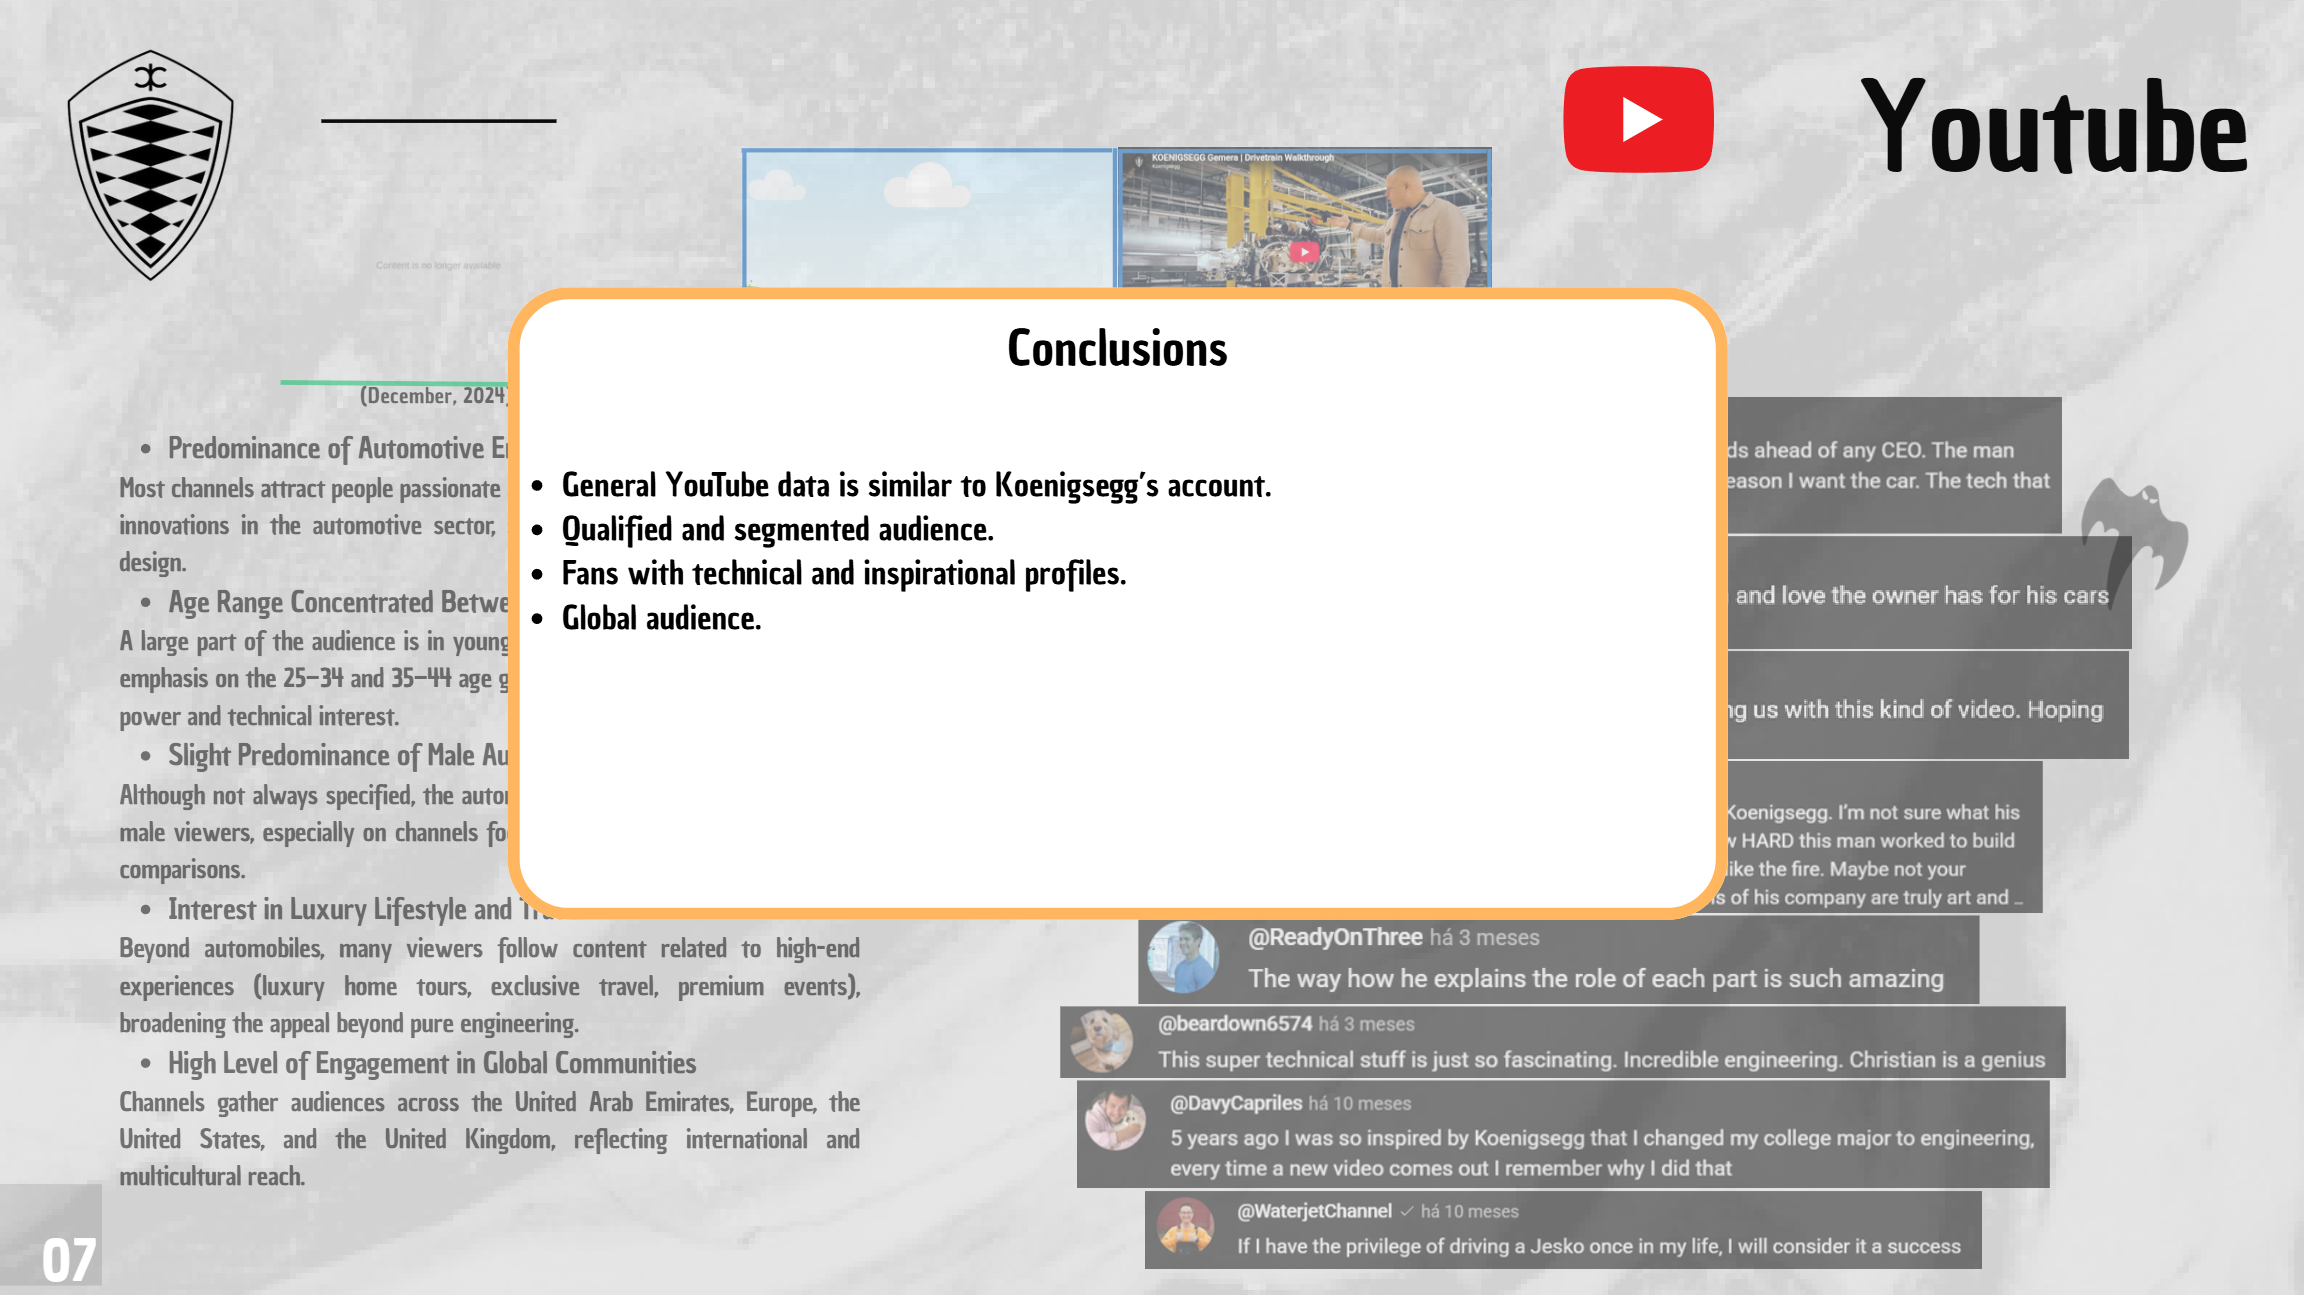 Youtube
KOENIGSEGG Gemera | Drivetrain Walkthrough
Koenigsegg
Content is no longer available
Conclusions
• General YouTube data is similar to Koenigsegg's account.
• Qualified and segmented audience.
• Fans with technical and inspirational profiles.
• Global audience.
(December, 2024)
• Predominance of Automotive
Most channels attract people passionate
innovations in the automotive sector,
design.
• Age Range Concentrated
A large part of the audience is in
emphasis on the 25–34 and 35–44 age
power and technical interest.
• Slight Predominance of Male
Although not always specified, the
male viewers, especially on channels
comparisons.
• Interest in Luxury Lifestyle and
Beyond automobiles, many viewers follow content related to high-end
experiences (luxury home tours, exclusive travel, premium events),
broadening the appeal beyond pure engineering.
• High Level of Engagement in Global Communities
Channels gather audiences across the United Arab Emirates, Europe, the
United States, and the United Kingdom, reflecting international and
multicultural reach.
ahead of any CEO. The man
I want the car. The tech that
and love the owner has for his cars
us with this kind of video. Hoping
Koenigsegg. I'm not sure what his
HARD this man worked to build
the fire. Maybe not your
of his company are truly art and ...
@ReadyOnThree há 3 meses
The way how he explains the role of each part is such amazing
@beardown6574 há 3 meses
This super technical stuff is just so fascinating. Incredible engineering. Christian is a genius
@DavyCapriles há 10 meses
5 years ago I was so inspired by Koenigsegg that I changed my college major to engineering,
every time a new video comes out I remember why I did that
@WaterjetChannel ✓ há 10 meses
If I have the privilege of driving a Jesko once in my life, I will consider it a success
07